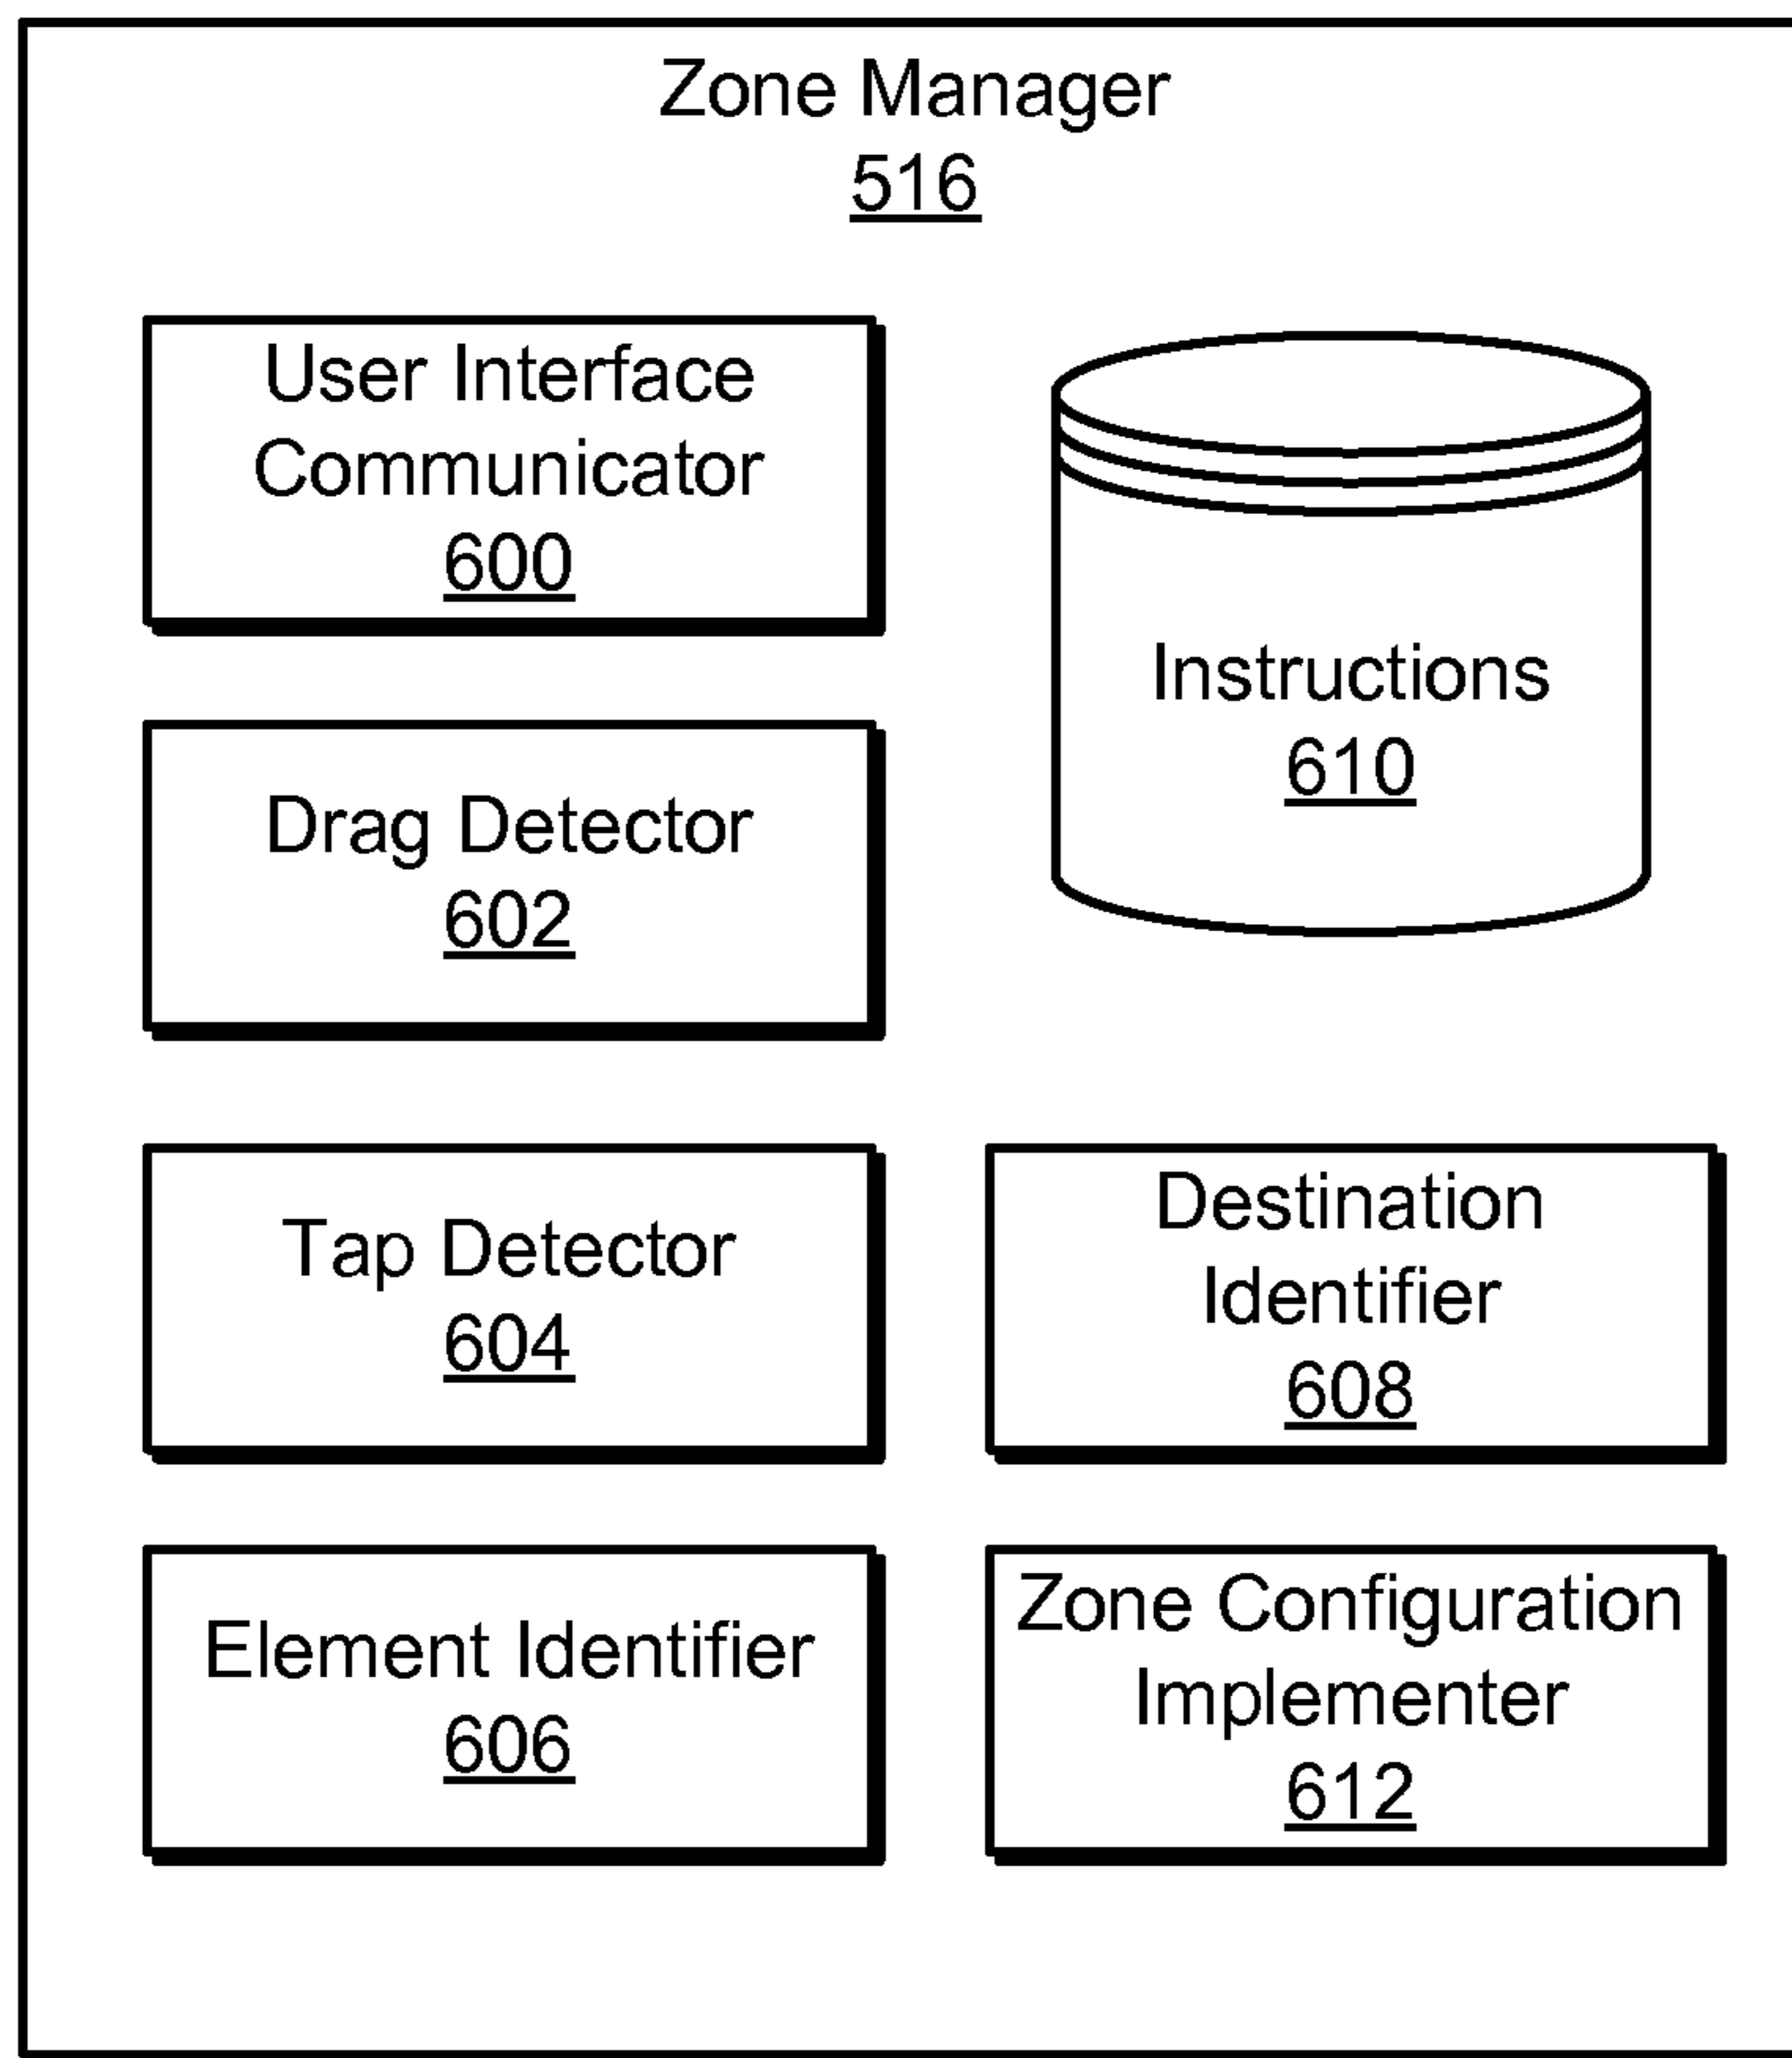 Zone Manager
516
User Interface
Communicator
600
Instructions
610
Drag Detector
602
Tap Detector
604
Destination
Identifier
608
Element Identifier
606
Zone Configuration
Implementer
612